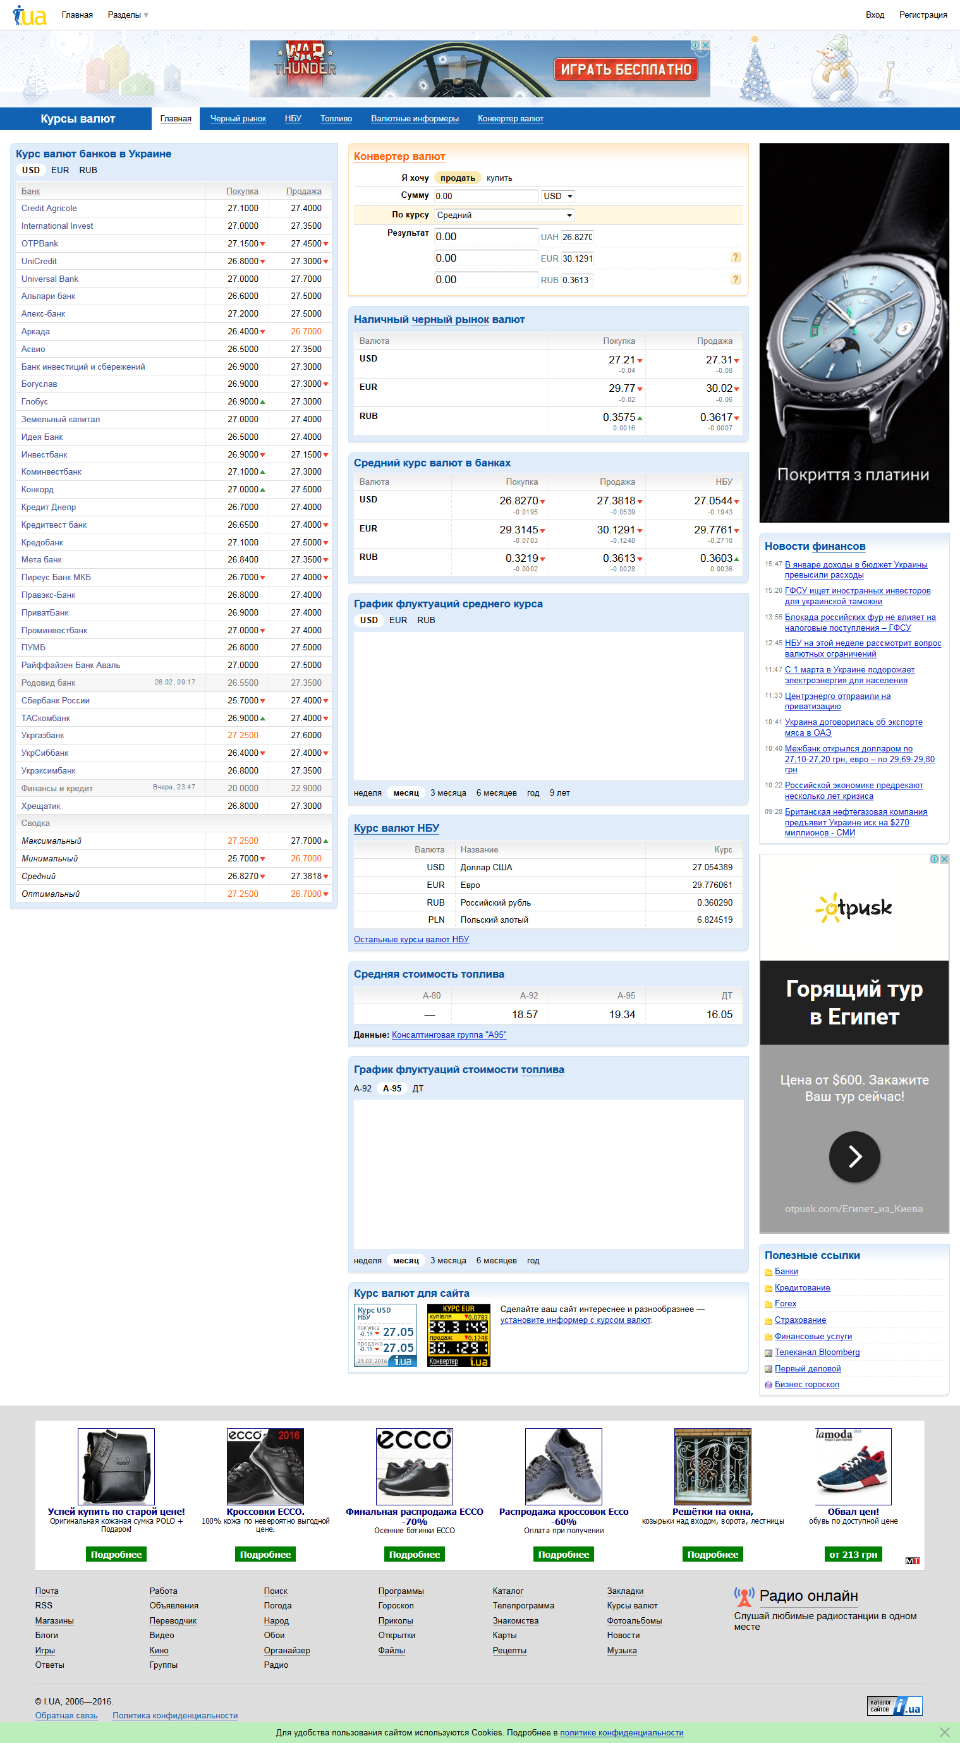 i.ua Главная Разделы ▾ Вход Регистрация
WAR THUNDER ИГРАТЬ БЕСПЛАТНО
Курсы валют Главная Черный рынок НБУ Топливо Валютные информеры Конвертер валют
Курс валют банков в Украине
USD EUR RUB
Банк Покупка Продажа
Credit Agricole 27.1000 27.4000
International Invest 27.0000 27.3500
OTPBank 27.1500 27.4500
UniCredit 26.8000 27.3000
Universal Bank 27.0000 27.7000
Альпари банк 26.6000 27.5000
Апекс-банк 27.2000 27.5000
Аркада 26.4000 26.7000
Асвио 26.5000 27.3500
Банк инвестиций и сбережений 26.9000 27.3000
Богуслав 26.9000 27.3000
Глобус 26.9000 27.3000
Земельный капитал 27.0000 27.4000
Идея Банк 26.5000 27.4000
Инвестбанк 26.9000 27.1500
Коминвестбанк 27.1000 27.3000
Конкорд 27.0000 27.5000
Кредит Днепр 26.7000 27.4000
Кредитвест банк 26.6500 27.4000
Кредобанк 27.1000 27.5000
Мета банк 26.8400 27.3500
Пиреус Банк МКБ 26.7000 27.4000
Правэкс-Банк 26.8000 27.4000
ПриватБанк 26.9000 27.4000
Проминвестбанк 27.0000 27.4000
ПУМБ 26.8000 27.5000
Райффайзен Банк Аваль 27.0000 27.5000
Родовид банк 26.02, 09:17 26.5500 27.3500
Сбербанк России 25.7000 27.4000
ТАСкомбанк 26.9000 27.4000
Укргазбанк 27.2500 27.6000
УкрСиббанк 26.4000 27.4000
Укрэксимбанк 26.8000 27.3500
Финансы и кредит Вчера, 23:47 20.0000 22.9000
Хрещатик 26.8000 27.3000
Сводка
Максимальный 27.2500 27.7000
Минимальный 25.7000 26.7000
Средний 26.8270 27.3818
Оптимальный 27.2500 26.7000
Конвертер валют
Я хочу продать купить
Сумму 0.00 USD
По курсу Средний
Результат 0.00 UAH 26.8270
0.00 EUR 30.1291 ?
0.00 RUB 0.3613 ?
Наличный черный рынок валют
Валюта Покупка Продажа
USD 27.21 27.31
-0.04 -0.08
EUR 29.77 30.02
-0.02 -0.06
RUB 0.3575 0.3617
0.0016 -0.0007
Средний курс валют в банках
Валюта Покупка Продажа НБУ
USD 26.8270 27.3818 27.0544
-0.0195 -0.0539 -0.1943
EUR 29.3145 30.1291 29.7761
-0.0783 -0.1248 -0.2710
RUB 0.3219 0.3613 0.3603
-0.0002 -0.0028 0.0036
График флуктуаций среднего курса
USD EUR RUB
неделя месяц 3 месяца 6 месяцев год 9 лет
Курс валют НБУ
Валюта Название Курс
USD Доллар США 27.054389
EUR Евро 29.776061
RUB Российский рубль 0.360290
PLN Польский злотый 6.824519
Остальные курсы валют НБУ
Средняя стоимость топлива
А-80 А-92 А-95 ДТ
— 18.57 19.34 16.05
Данные: Консалтинговая группа "А95"
График флуктуаций стоимости топлива
А-92 А-95 ДТ
неделя месяц 3 месяца 6 месяцев год
Курс валют для сайта
Курс USD
НБУ
покупка
-0.19 27.05
продажа
-0.19 27.05
29.02.2016 i.ua
КУРС EUR
купівля 0.0783
29.3145
продаж 0.1248
30.1291
Конвертер i.ua
Сделайте ваш сайт интереснее и разнообразнее —
установите информер с курсом валют.
Покриття з платини
Новости финансов
15:47 В январе доходы в бюджет Украины
превысили расходы
15:20 ГФСУ ищет иностранных инвесторов
для украинской таможни
13:55 Блокада российских фур не влияет на
налоговые поступления – ГФСУ
12:45 НБУ на этой неделе рассмотрит вопрос
валютных ограничений
11:47 С 1 марта в Украине подорожает
электроэнергия для населения
11:33 Центрэнерго отправили на
приватизацию
10:41 Украина договорилась об экспорте
мяса в ОАЭ
10:40 Межбанк открылся долларом по
27,10-27,20 грн, евро – по 29,69-29,80
грн
10:22 Российской экономике предрекают
несколько лет кризиса
09:28 Британская нефтегазовая компания
предъявит Украине иск на $270
миллионов - СМИ
otpusk
Горящий тур
в Египет
Цена от $600. Закажите
Ваш тур сейчас!
otpusk.com/Египет_из_Киева
Полезные ссылки
Банки
Кредитование
Forex
Страхование
Финансовые услуги
Телеканал Bloomberg
Первый деловой
Бизнес гороскоп
Успей купить по старой цене!
Оригинальная кожаная сумка POLO +
Подарок!
Подробнее
2016
Кроссовки ECCO.
100% кожа по невероятно выгодной
цене.
Подробнее
ecco
Финальная распродажа ECCO
-70%
Осенние ботинки ECCO
Подробнее
Распродажа кроссовок Ecco
-60%
Оплата при получении
Подробнее
Решётки на окна,
козырьки над входом, ворота, лестницы
Подробнее
lamoda
Обвал цен!
обувь по доступной цене
от 213 грн
МТ
Почта Работа Поиск Программы Каталог Закладки
RSS Объявления Погода Гороскоп Телепрограмма Курсы валют
Магазины Переводчик Народ Приколы Знакомства Фотоальбомы
Блоги Видео Обои Открытки Карты Новости
Игры Кино Органайзер Файлы Рецепты Музыка
Ответы Группы Радио
Радио онлайн
Слушай любимые радиостанции в одном
месте
© I.UA, 2006—2016.
Обратная связь Политика конфиденциальности
каталог
сайтов i.ua
Для удобства пользования сайтом используются Cookies. Подробнее в политике конфиденциальности